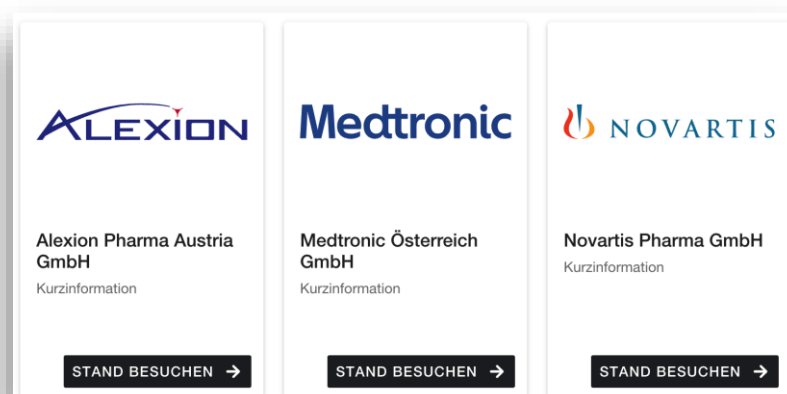 ALEXION
Medtronic
NOVARTIS
Alexion Pharma Austria
GmbH
Kurzinformation
Medtronic Österreich
GmbH
Kurzinformation
Novartis Pharma GmbH
Kurzinformation
STAND BESUCHEN →
STAND BESUCHEN →
STAND BESUCHEN →